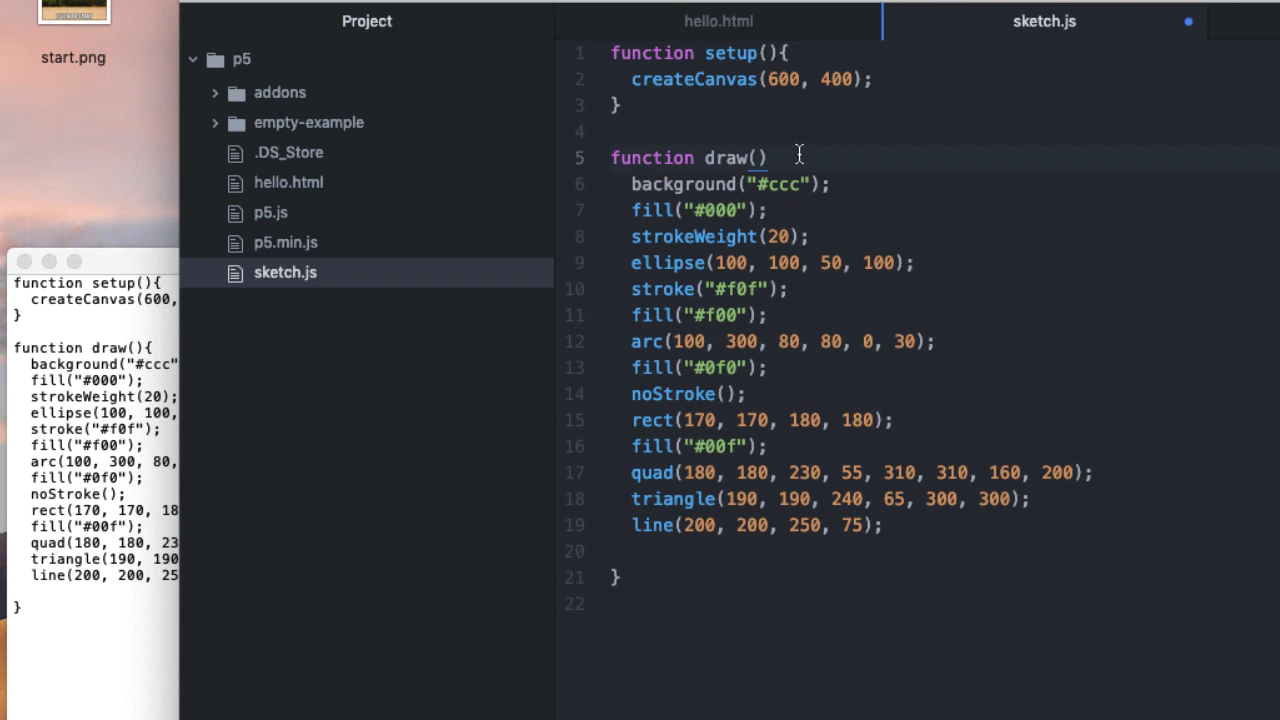 start.png
function setup(){
createCanvas(600,
}
function draw(){
background("#ccc"
fill("#000");
strokeWeight(20);
ellipse(100, 100,
stroke("#f0f");
fill("#f00");
arc(100, 300, 80,
fill("#0f0");
noStroke();
rect(170, 170, 18
fill("#00f");
quad(180, 180, 23
triangle(190, 190
line(200, 200, 25
}
Project
p5
addons
empty-example
.DS_Store
hello.html
p5.js
p5.min.js
sketch.js
hello.html
sketch.js
1 function setup(){
2 createCanvas(600, 400);
3 }
4
5 function draw()
6 background("#ccc");
7 fill("#000");
8 strokeWeight(20);
9 ellipse(100, 100, 50, 100);
10 stroke("#f0f");
11 fill("#f00");
12 arc(100, 300, 80, 80, 0, 30);
13 fill("#0f0");
14 noStroke();
15 rect(170, 170, 180, 180);
16 fill("#00f");
17 quad(180, 180, 230, 55, 310, 310, 160, 200);
18 triangle(190, 190, 240, 65, 300, 300);
19 line(200, 200, 250, 75);
20
21 }
22